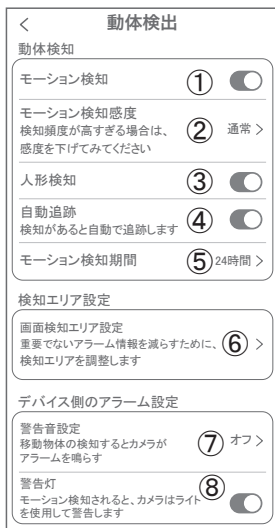 < 動体検出
動体検知
モーション検知 ①
モーション検知感度
検知頻度が高すぎる場合は、
感度を下げてみてください
② 通常 >
人形検知 ③
自動追跡
検知があると自動で追跡します
④
モーション検知期間 ⑤ 24時間 >
検知エリア設定
画面検知エリア設定
重要でないアラーム情報を減らすために、
検知エリアを調整します
⑥ >
デバイス側のアラーム設定
警告音設定
移動物体の検知するとカメラが
アラームを鳴らす
⑦ オフ >
警告灯
モーション検知されると、カメラはライト
を使用して警告します
⑧